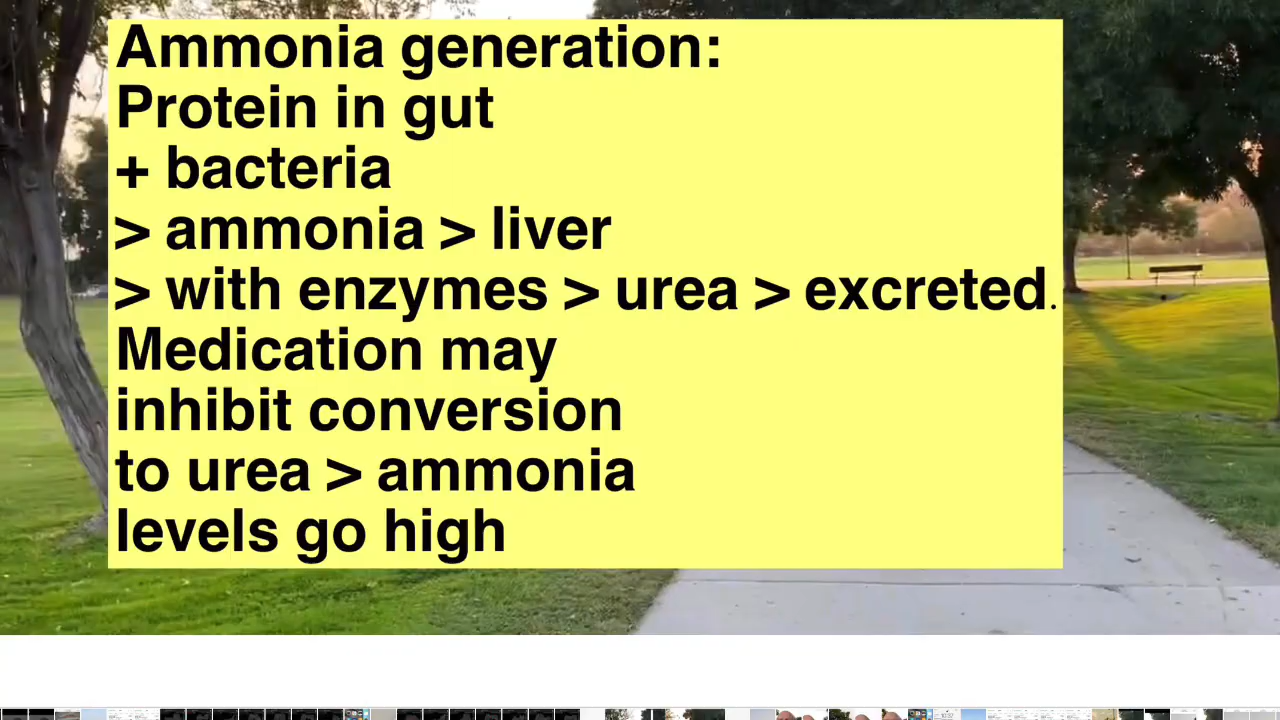 Ammonia generation:
Protein in gut
+ bacteria
> ammonia > liver
> with enzymes > urea > excreted.
Medication may
inhibit conversion
to urea > ammonia
levels go high